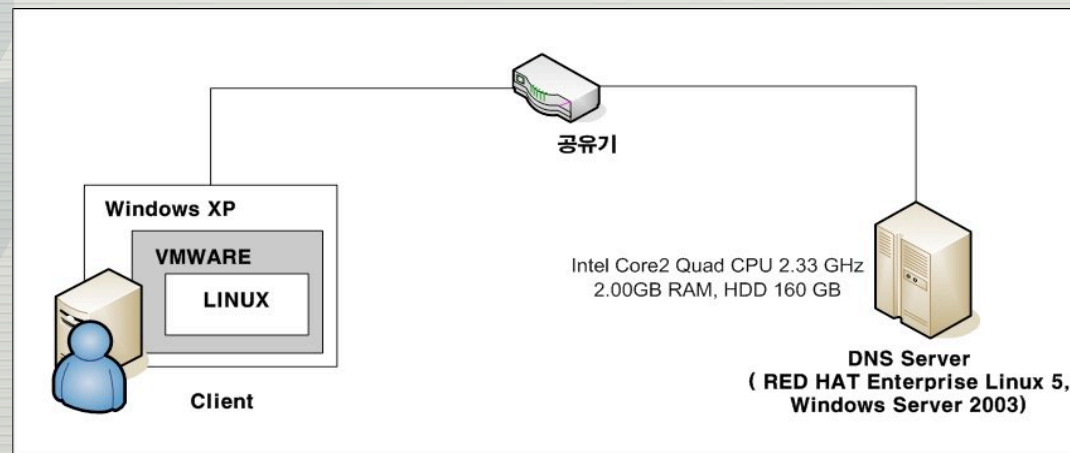 공유기
Windows XP
VMWARE
LINUX
Client
Intel Core2 Quad CPU 2.33 GHz
2.00GB RAM, HDD 160 GB
DNS Server
( RED HAT Enterprise Linux 5,
Windows Server 2003)